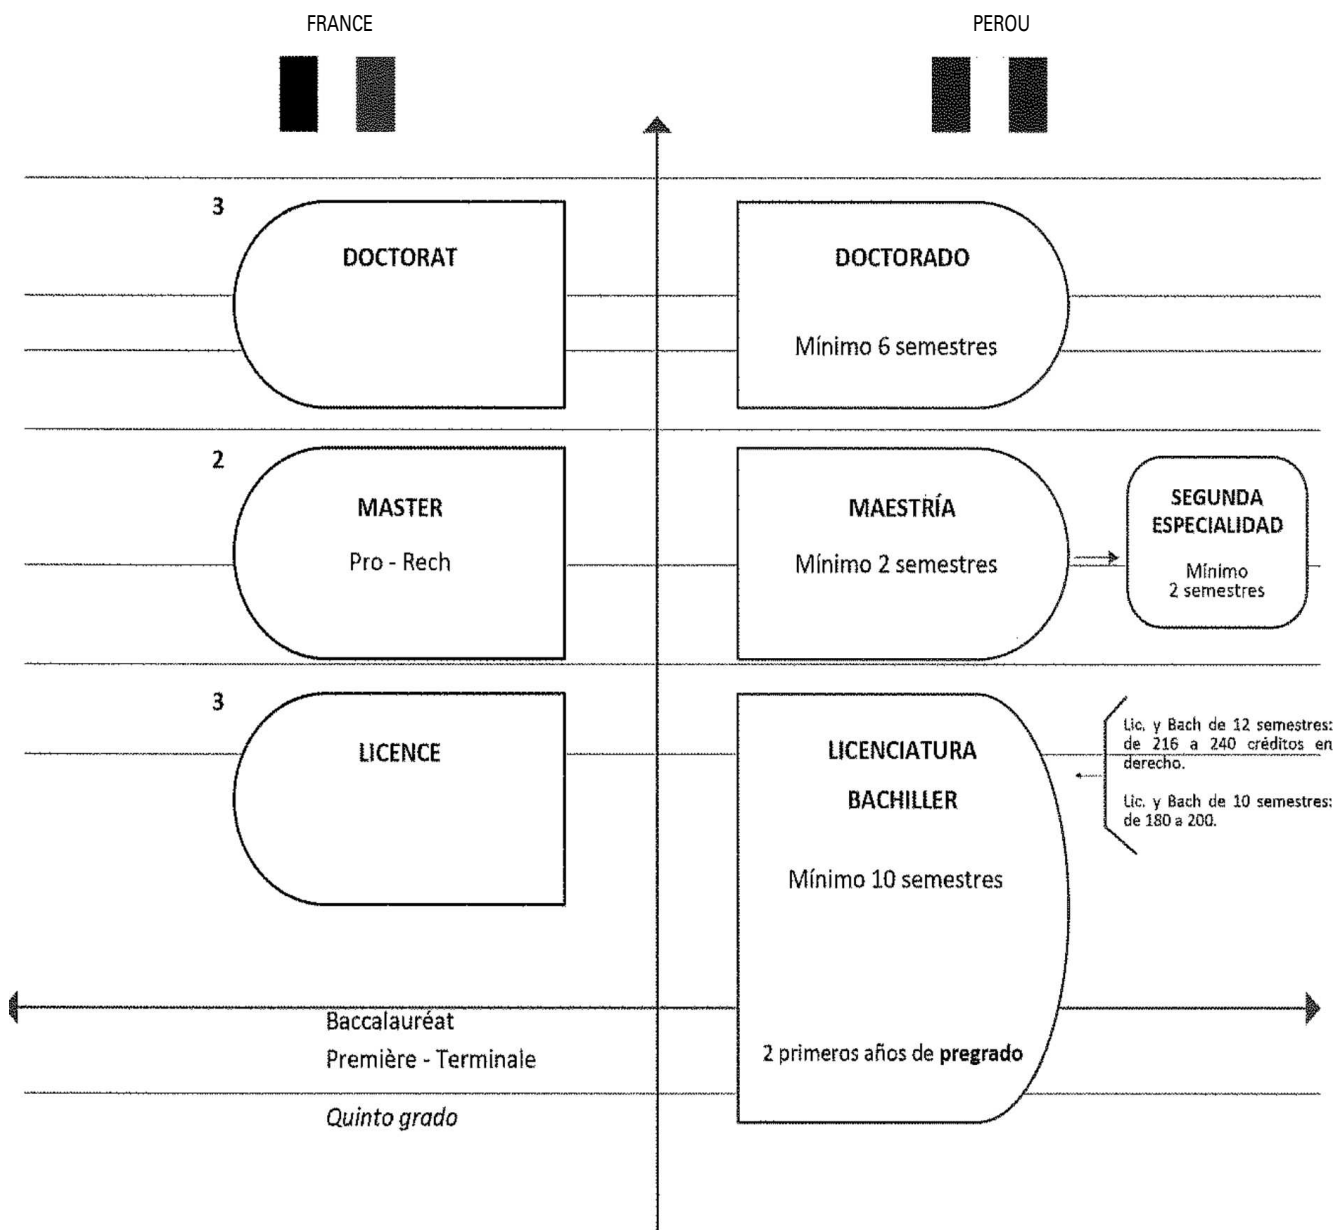 FRANCE
PEROU
3
DOCTORAT
DOCTORADO
Mínimo 6 semestres
2
MASTER
Pro - Rech
MAESTRÍA
Mínimo 2 semestres
SEGUNDA
ESPECIALIDAD
Mínimo
2 semestres
3
LICENCE
LICENCIATURA
BACHILLER
Mínimo 10 semestres
2 primeros años de pregrado
Lic. y Bach de 12 semestres:
de 216 a 240 créditos en
derecho.
Lic. y Bach de 10 semestres:
de 180 a 200.
Baccalauréat
Première - Terminale
Quinto grado